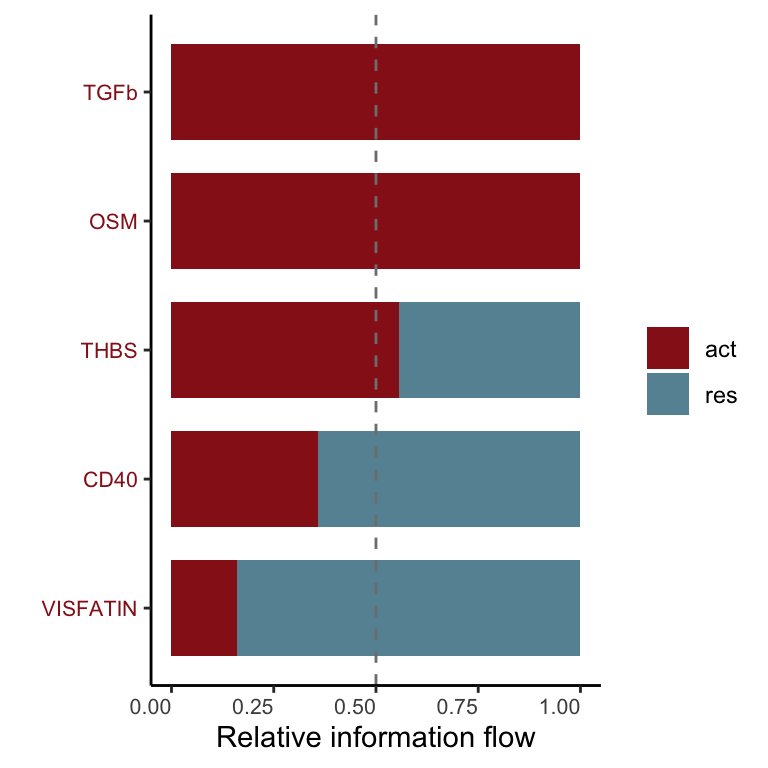 TGFb
OSM
THBS
CD40
VISFATIN
act
res
0.00 0.25 0.50 0.75 1.00
Relative information flow